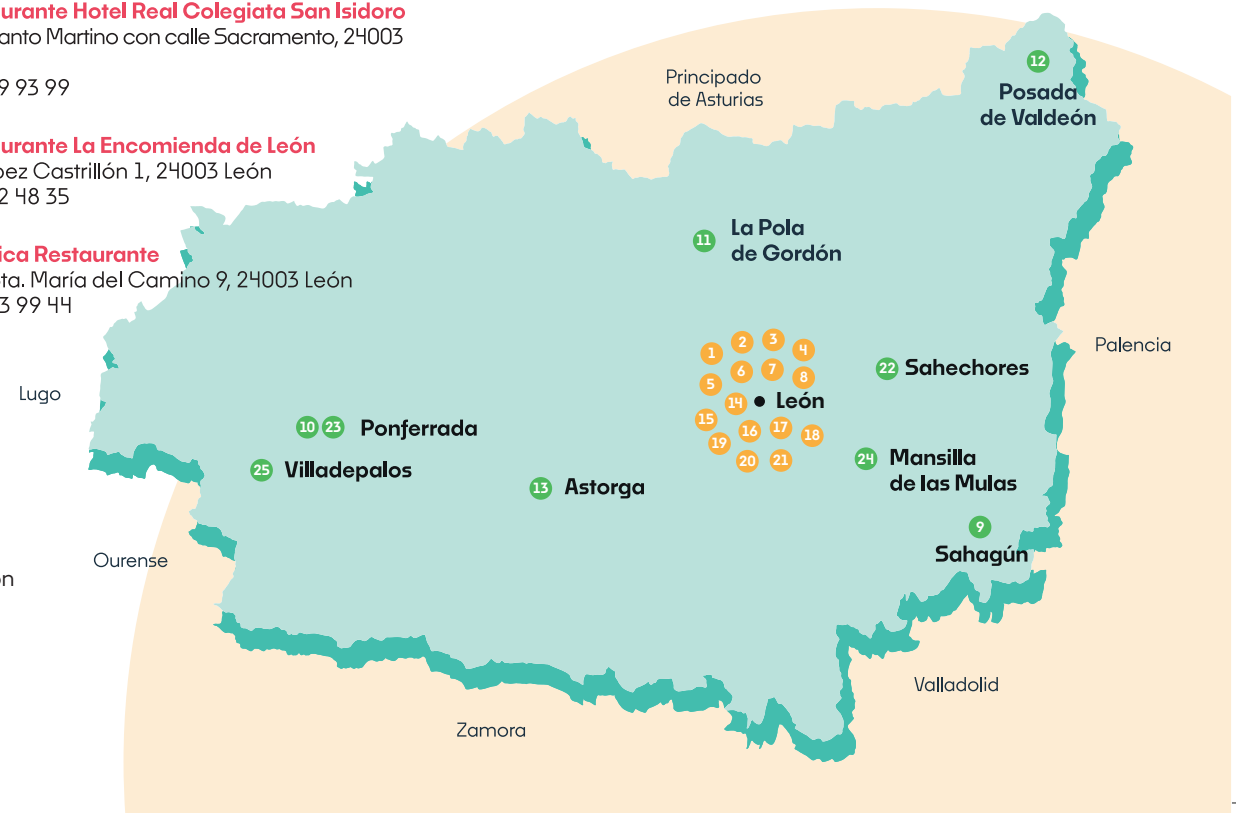 urante Hotel Real Colegiata San Isidoro
anto Martino con calle Sacramento, 24003
9 93 99
urante La Encomienda de León
pez Castrillón 1, 24003 León
2 48 35
ica Restaurante
ta. María del Camino 9, 24003 León
3 99 44
ón
Principado
de Asturias
12
Posada
de Valdeón
11
La Pola
de Gordón
1
2
3
4
5
6
7
8
14
León
15
16
17
18
19
20
21
22 Sahechores
Palencia
Lugo
10 23 Ponferrada
25 Villadepalos
13 Astorga
24 Mansilla
de las Mulas
9
Sahagún
Ourense
Valladolid
Zamora